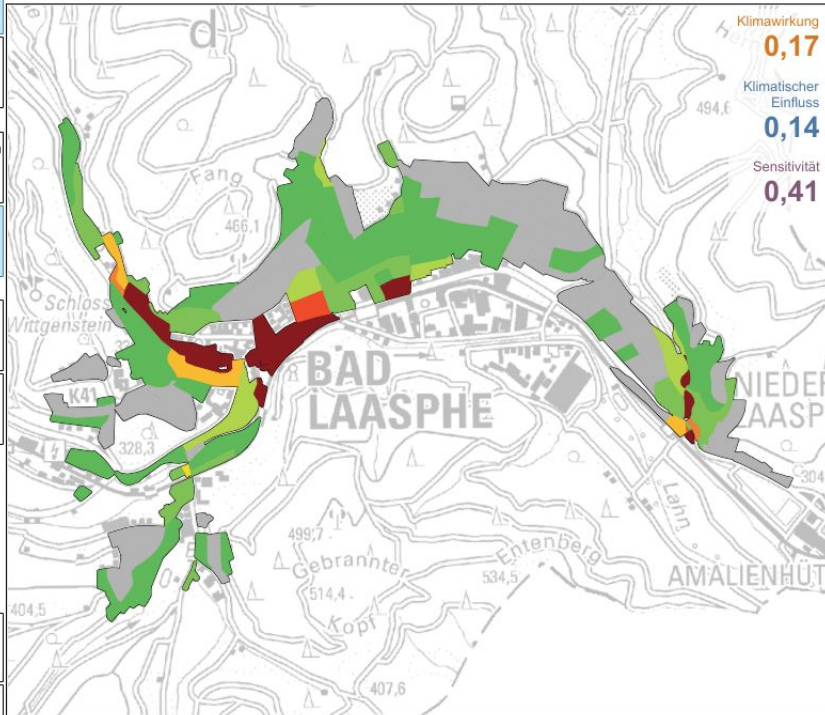 d
Klimawirkung
0,17
Klimatischer
Einfluss
0,14
Sensitivität
0,41
494,6
Fang
466,1
Schloss
Wittgenstein
BAD
LAASPHE
K41
328,3
NIEDER
LAASP
304
Lahn
499,7
Gebrannter
514,4
Kopf
Entenberg
534,5
AMALIENHÜT
404,5
407,6